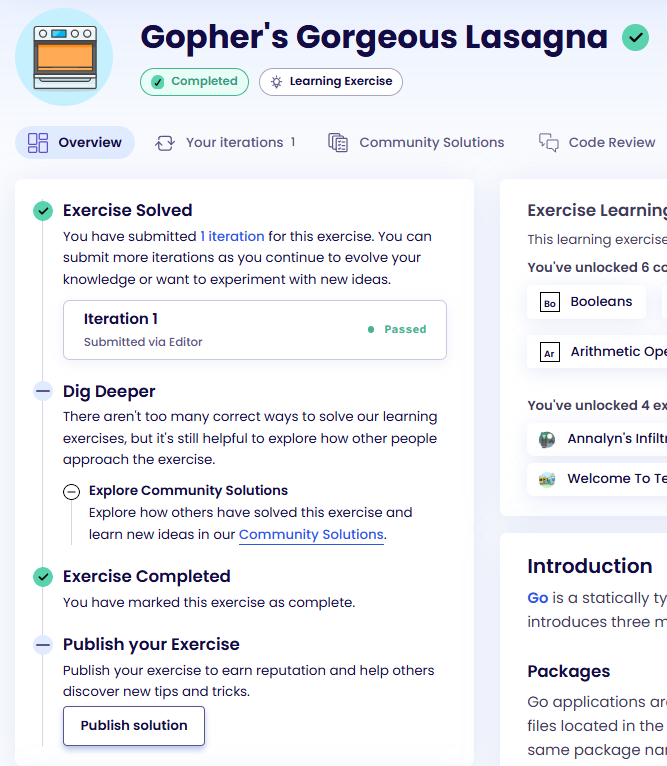 Gopher's Gorgeous Lasagna
Completed
Learning Exercise
Overview
Your iterations 1
Community Solutions
Code Review
Exercise Solved
You have submitted 1 iteration for this exercise. You can
submit more iterations as you continue to evolve your
knowledge or want to experiment with new ideas.
Iteration 1
Submitted via Editor
Passed
Dig Deeper
There aren't too many correct ways to solve our learning
exercises, but it's still helpful to explore how other people
approach the exercise.
Explore Community Solutions
Explore how others have solved this exercise and
learn new ideas in our Community Solutions.
Exercise Completed
You have marked this exercise as complete.
Publish your Exercise
Publish your exercise to earn reputation and help others
discover new tips and tricks.
Publish solution
Exercise Learning
This learning exercise
You've unlocked 6 co
Bo Booleans
Ar Arithmetic Ope
You've unlocked 4 ex
Annalyn's Infiltr
Welcome To Te
Introduction
Go is a statically ty
introduces three m
Packages
Go applications ar
files located in the
same package na